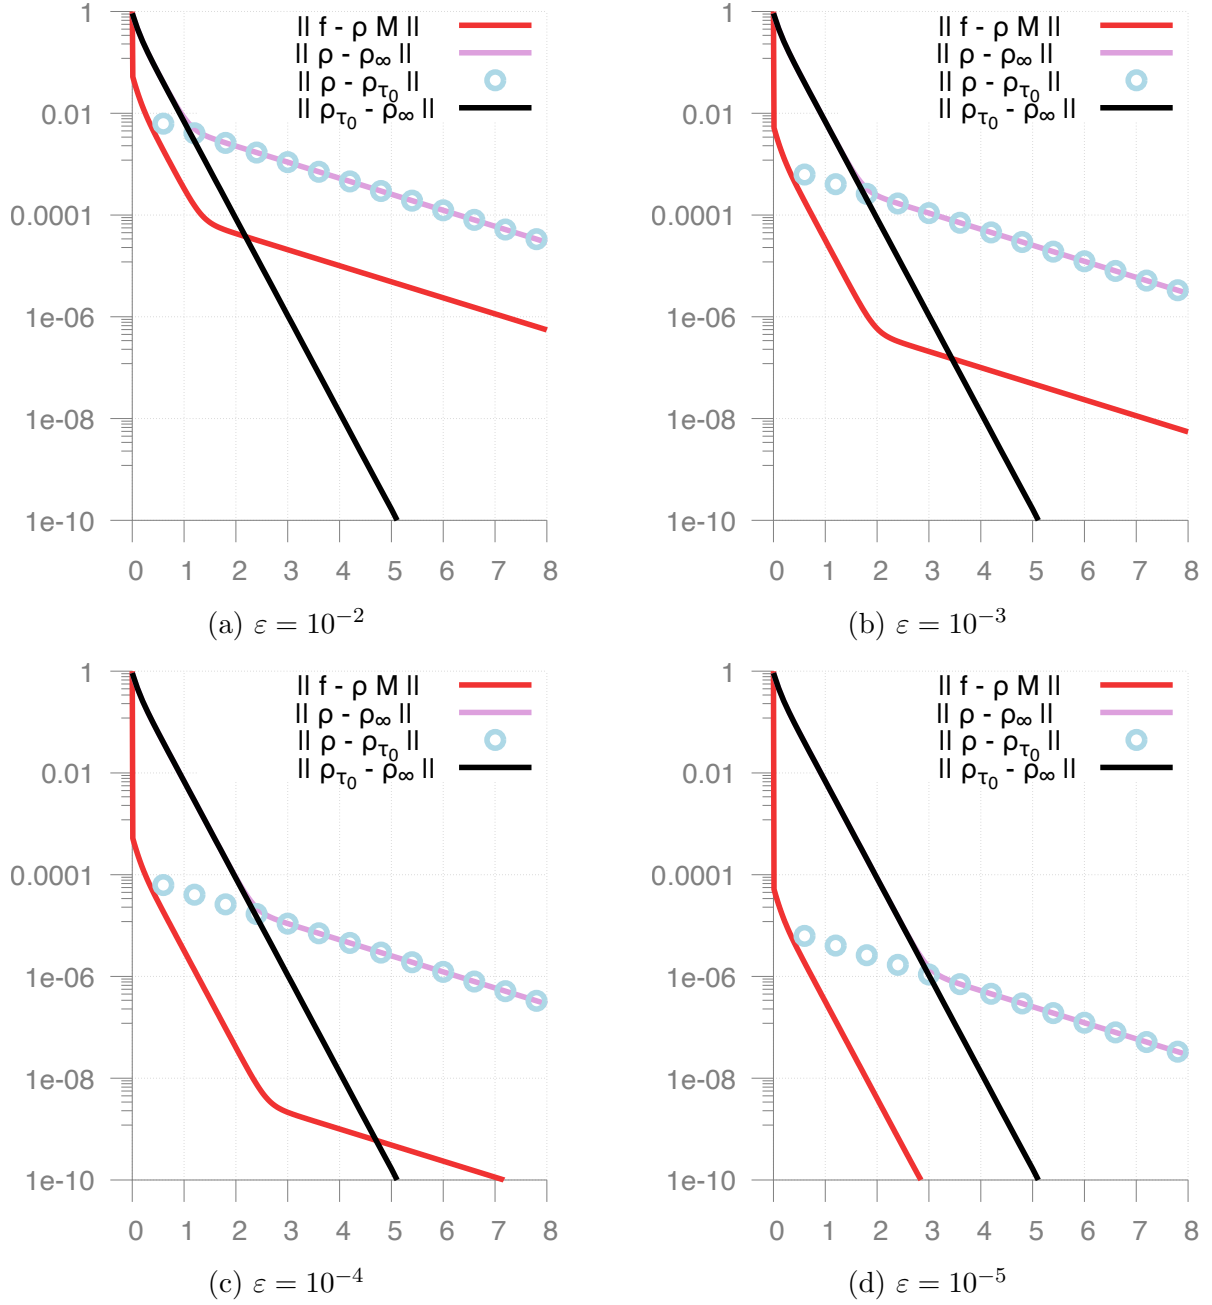 1
0.01
0.0001
1e-06
1e-08
1e-10
0 1 2 3 4 5 6 7 8
|| f - ρ M ||
|| ρ - ρ∞ ||
|| ρ - ρτ₀ ||
|| ρτ₀ - ρ∞ ||
(a) ε = 10⁻²
1
0.01
0.0001
1e-06
1e-08
1e-10
0 1 2 3 4 5 6 7 8
|| f - ρ M ||
|| ρ - ρ∞ ||
|| ρ - ρτ₀ ||
|| ρτ₀ - ρ∞ ||
(b) ε = 10⁻³
1
0.01
0.0001
1e-06
1e-08
1e-10
0 1 2 3 4 5 6 7 8
|| f - ρ M ||
|| ρ - ρ∞ ||
|| ρ - ρτ₀ ||
|| ρτ₀ - ρ∞ ||
(c) ε = 10⁻⁴
1
0.01
0.0001
1e-06
1e-08
1e-10
0 1 2 3 4 5 6 7 8
|| f - ρ M ||
|| ρ - ρ∞ ||
|| ρ - ρτ₀ ||
|| ρτ₀ - ρ∞ ||
(d) ε = 10⁻⁵